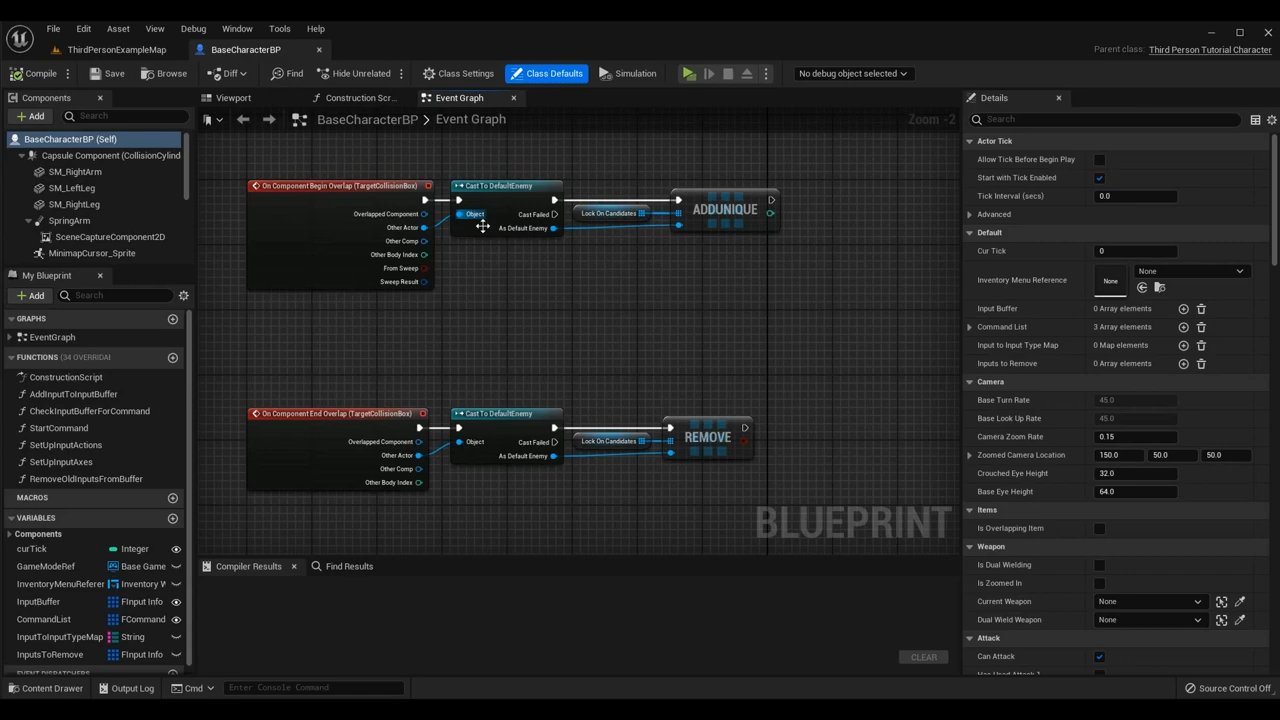 File Edit Asset View Debug Window Tools Help
ThirdPersonExampleMap BaseCharacterBP Parent class: Third Person Tutorial Character
Compile Save Browse Diff Find Hide Unrelated Class Settings Class Defaults Simulation No debug object selected
Components Viewport Construction Scr... Event Graph Details
Add Search BaseCharacterBP > Event Graph Zoom -2 Search
BaseCharacterBP (Self)
Capsule Component (CollisionCylind
SM_RightArm
SM_LeftLeg
SM_RightLeg
SpringArm
SceneCaptureComponent2D
MinimapCursor_Sprite
My Blueprint
Add Search
GRAPHS
EventGraph
FUNCTIONS (34 OVERRIDAI
ConstructionScript
AddInputToInputBuffer
CheckInputBufferForCommand
StartCommand
SetUpInputActions
SetUpInputAxes
RemoveOldInputsFromBuffer
MACROS
VARIABLES
Components
curTick Integer
GameModeRef Base Game
InventoryMenuReferer Inventory W
InputBuffer FInput Info
CommandList FCommand
InputToInputTypeMap String
InputsToRemove FInput Info
EVENT DISPATCHERS
On Component Begin Overlap (TargetCollisionBox)
Overlapped Component
Other Actor
Other Comp
Other Body Index
From Sweep
Sweep Result
Cast To DefaultEnemy
Object Cast Failed
As Default Enemy
Lock On Candidates
ADDUNIQUE
On Component End Overlap (TargetCollisionBox)
Overlapped Component
Other Actor
Other Comp
Other Body Index
Cast To DefaultEnemy
Object Cast Failed
As Default Enemy
Lock On Candidates
REMOVE
BLUEPRINT
Compiler Results Find Results
CLEAR
Actor Tick
Allow Tick Before Begin Play
Start with Tick Enabled
Tick Interval (secs) 0.0
Advanced
Default
Cur Tick 0
Inventory Menu Reference None None
Input Buffer 0 Array elements
Command List 3 Array elements
Input to Input Type Map 0 Map elements
Inputs to Remove 0 Array elements
Camera
Base Turn Rate 45.0
Base Look Up Rate 45.0
Camera Zoom Rate 0.15
Zoomed Camera Location 150.0 50.0 50.0
Crouched Eye Height 32.0
Base Eye Height 64.0
Items
Is Overlapping Item
Weapon
Is Dual Wielding
Is Zoomed In
Current Weapon None
Dual Wield Weapon None
Attack
Can Attack
Has Used Attack 1
Content Drawer Output Log Cmd Enter Console Command Source Control Off